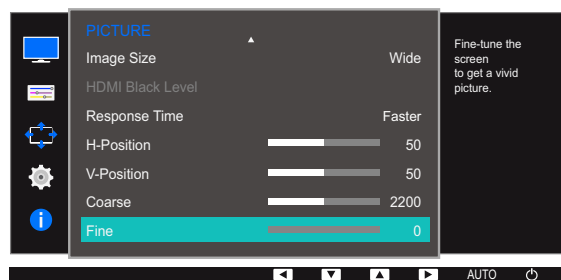 PICTURE
Image Size Wide
HDMI Black Level
Response Time Faster
H-Position 50
V-Position 50
Coarse 2200
Fine 0
Fine-tune the
screen
to get a vivid
picture.
AUTO